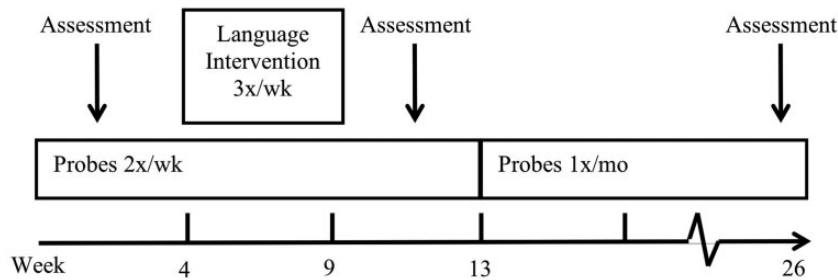 Assessment
Language
Intervention
3x/wk
Assessment
Assessment
Probes 2x/wk
Probes 1x/mo
Week
4
9
13
26